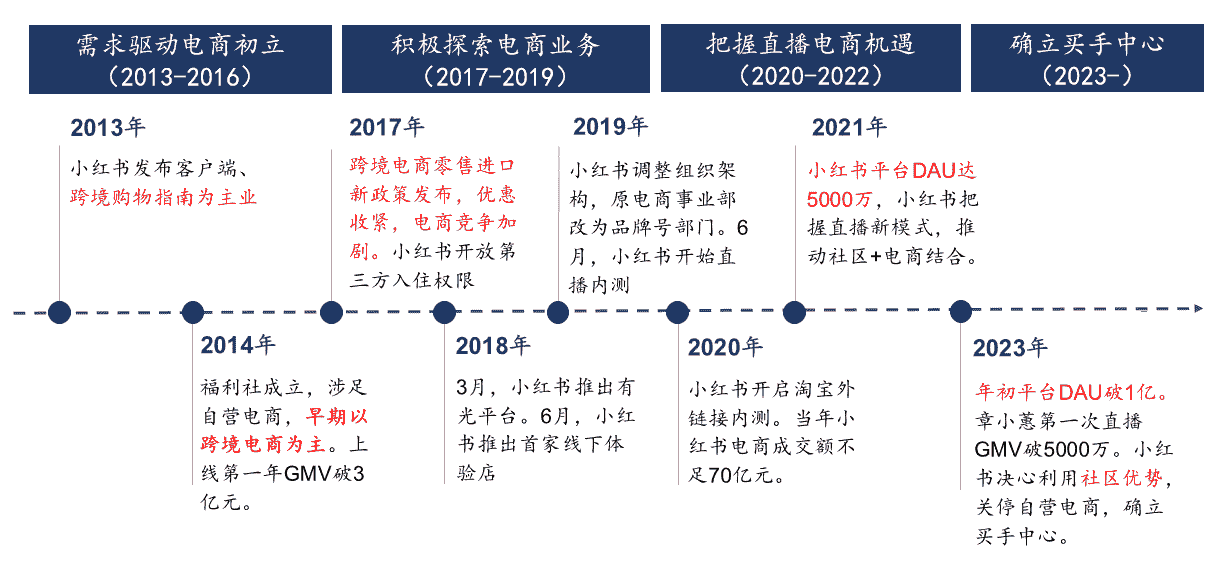 需求驱动电商初立
（2013-2016）
积极探索电商业务
（2017-2019）
把握直播电商机遇
（2020-2022）
确立买手中心
（2023-）
2013年
小红书发布客户端、
跨境购物指南为主业
2017年
跨境电商零售进口
新政策发布，优惠
收紧，电商竞争加
剧。小红书开放第
三方入住权限
2019年
小红书调整组织架
构，原电商事业部
改为品牌号部门。6
月，小红书开始直
播内测
2021年
小红书平台DAU达
5000万，小红书把
握直播新模式，推
动社区+电商结合。
2014年
福利社成立，涉足
自营电商，早期以
跨境电商为主。上
线第一年GMV破3
亿元。
2018年
3月，小红书推出有
光平台。6月，小红
书推出首家线下体
验店
2020年
小红书开启淘宝外
链接内测。当年小
红书电商成交额不
足70亿元。
2023年
年初平台DAU破1亿。
章小蕙第一次直播
GMV破5000万。小红
书决心利用社区优势，
关停自营电商，确立
买手中心。